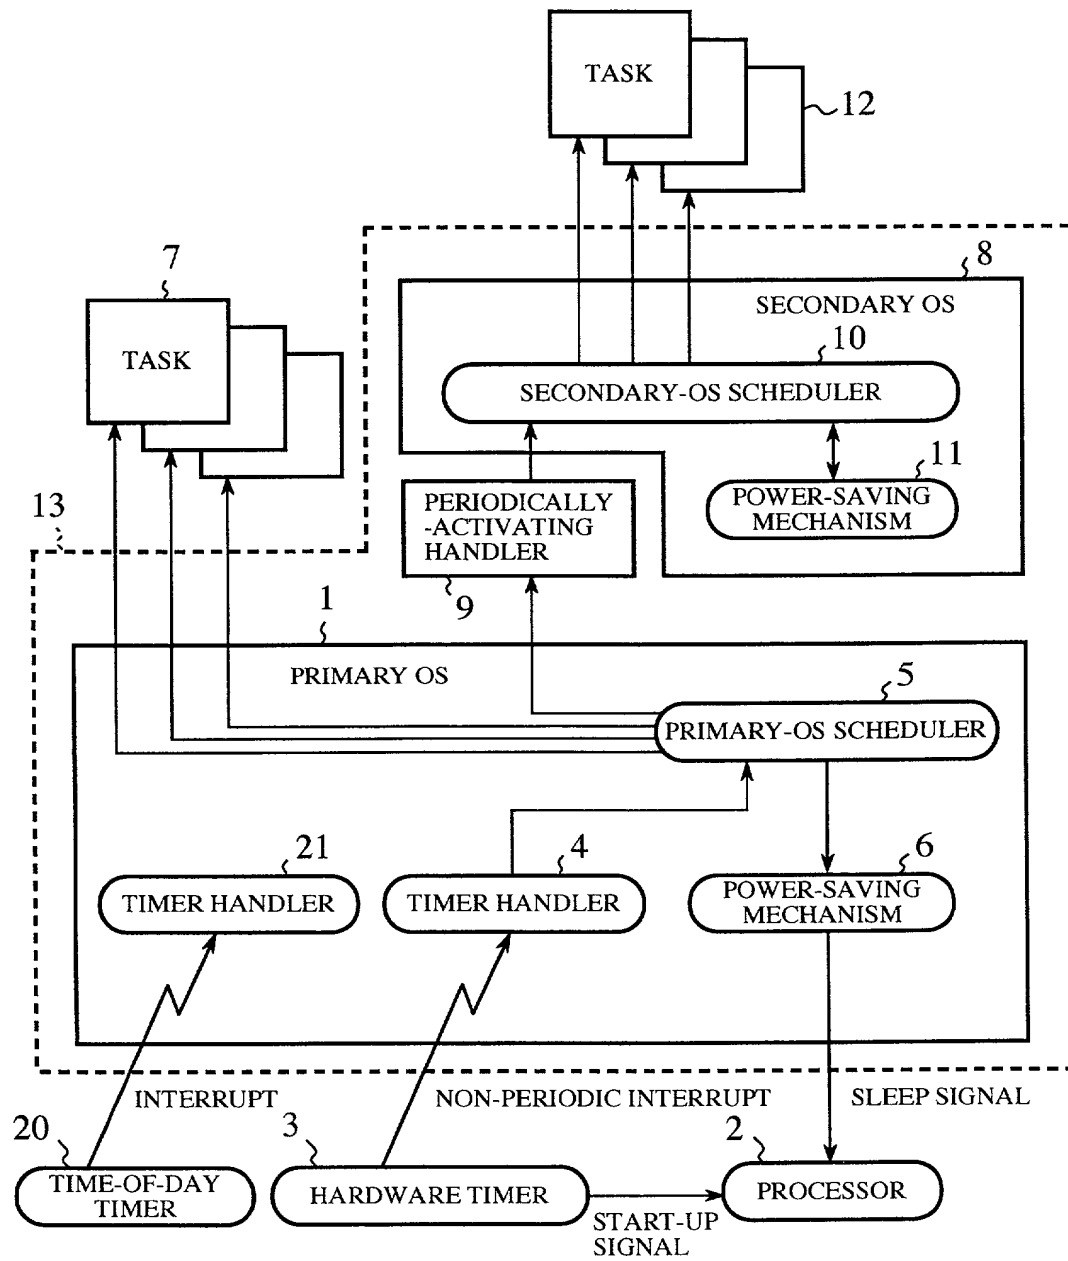 TASK
12
7
8
SECONDARY OS
TASK
10
SECONDARY-OS SCHEDULER
11
13
PERIODICALLY
-ACTIVATING
HANDLER
POWER-SAVING
MECHANISM
9
1
PRIMARY OS
5
PRIMARY-OS SCHEDULER
21
4
6
TIMER HANDLER
TIMER HANDLER
POWER-SAVING
MECHANISM
INTERRUPT
NON-PERIODIC INTERRUPT
SLEEP SIGNAL
20
3
2
TIME-OF-DAY
TIMER
HARDWARE TIMER
PROCESSOR
START-UP
SIGNAL